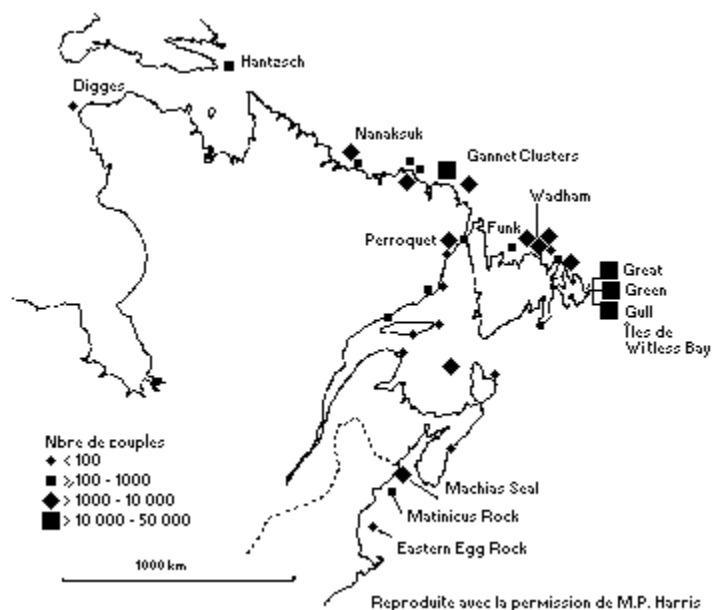 Hantzsch
Digges
Nanaksuk
Gannet Clusters
Wadham
Funk
Perroquet
Great
Green
Gull
Îles de
Witless Bay
Nbre de couples
< 100
≥100 - 1000
> 1000 - 10 000
> 10 000 - 50 000
Machias Seal
Matinicus Rock
Eastern Egg Rock
1000 km
Reproduite avec la permission de M.P. Harris